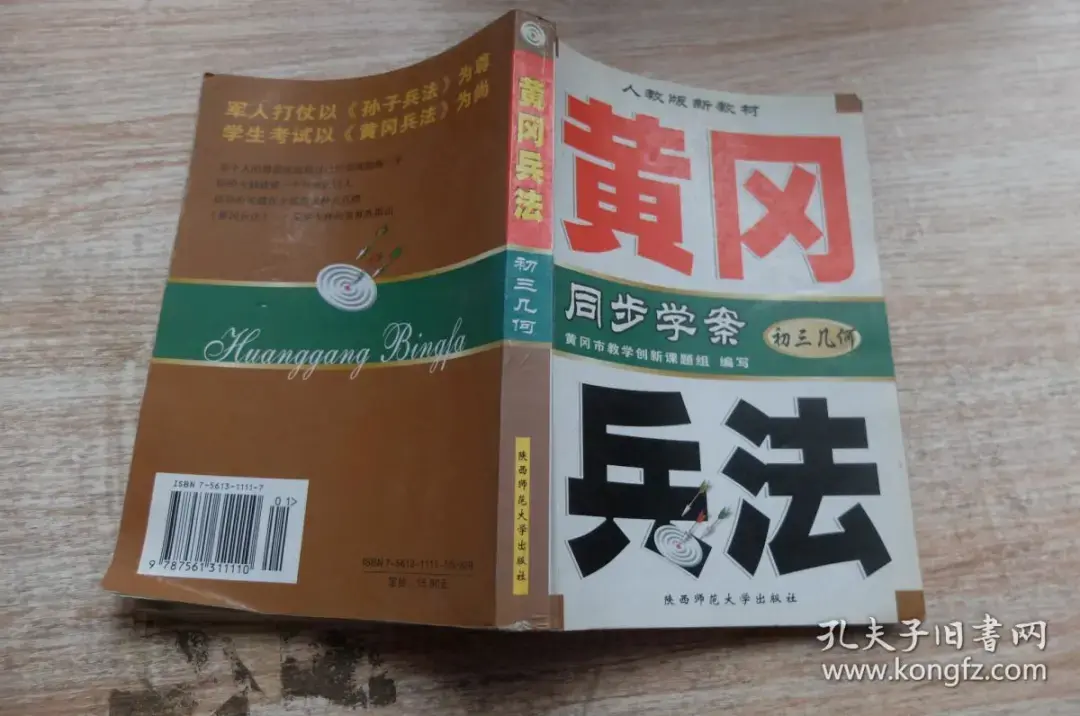 军人打仗以《孙子兵法》为尊
学生考试以《黄冈兵法》为尚
Huanggang Bingfa
ISBN 7-5613-1111-7
01>
9 787561 311110
黄冈兵法
初三几何
陕西师范大学出版社
人教版新教材
黄冈
同步学案
初三几何
黄冈市教学创新课题组 编写
兵法
陕西师范大学出版社
孔夫子旧书网
www.kongfz.com